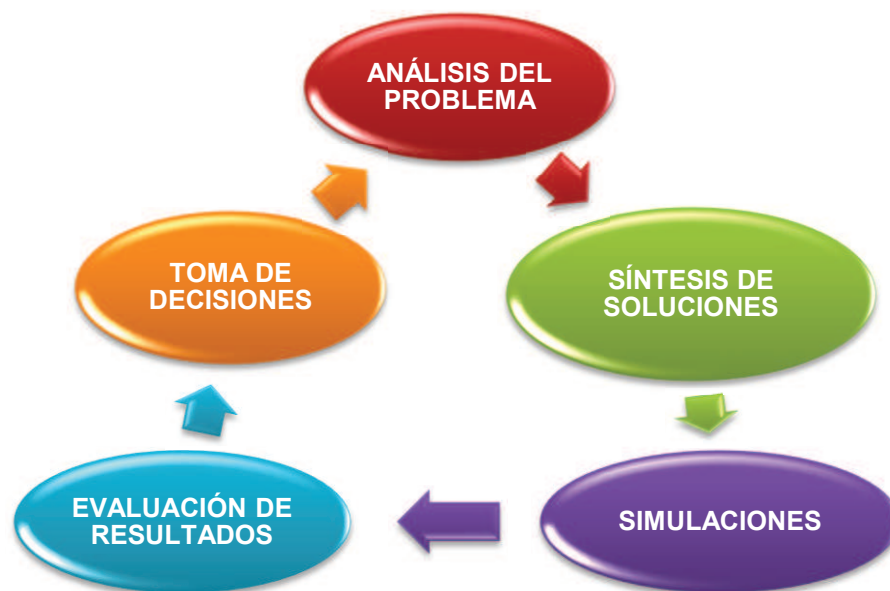 ANÁLISIS DEL
PROBLEMA
SÍNTESIS DE
SOLUCIONES
SIMULACIONES
EVALUACIÓN DE
RESULTADOS
TOMA DE
DECISIONES